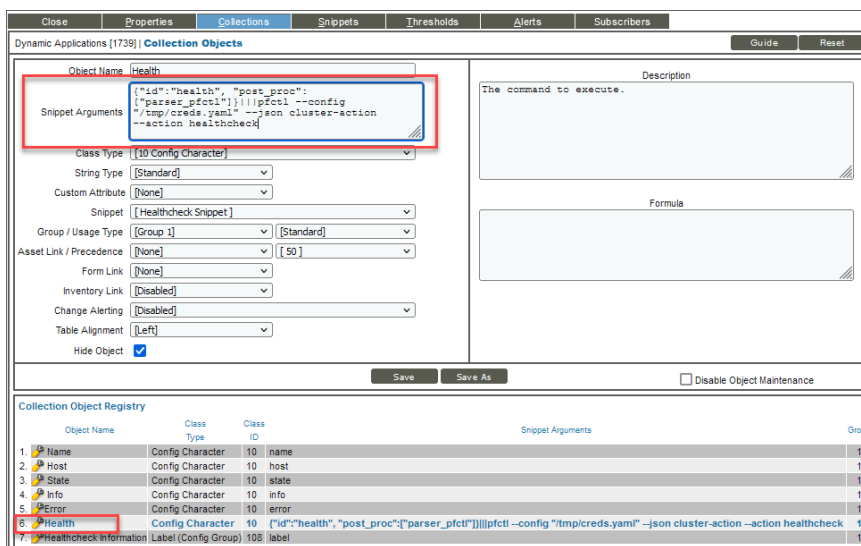 Close Properties Collections Snippets Thresholds Alerts Subscribers
Dynamic Applications [1739] | Collection Objects Guide Reset
Object Name Health
Snippet Arguments
{"id":"health", "post_proc":
["parser_pfctl"]}|||pfctl --config
"/tmp/creds.yaml" --json cluster-action
--action healthcheck
Class Type [10 Config Character]
String Type [Standard]
Custom Attribute [None]
Snippet [ Healthcheck Snippet ]
Group / Usage Type [Group 1] [Standard]
Asset Link / Precedence [None] [ 50 ]
Form Link [None]
Inventory Link [Disabled]
Change Alerting [Disabled]
Table Alignment [Left]
Hide Object
Description
The command to execute.
Formula
Save Save As Disable Object Maintenance
Collection Object Registry
Object Name Class Type Class ID Snippet Arguments Gro
1. Name Config Character 10 name 1
2. Host Config Character 10 host 1
3. State Config Character 10 state 1
4. Info Config Character 10 info 1
5. Error Config Character 10 error 1
6. Health Config Character 10 {"id":"health", "post_proc":["parser_pfctl"]}|||pfctl --config "/tmp/creds.yaml" --json cluster-action --action healthcheck 1
7. Healthcheck Information Label (Config Group) 108 label 1